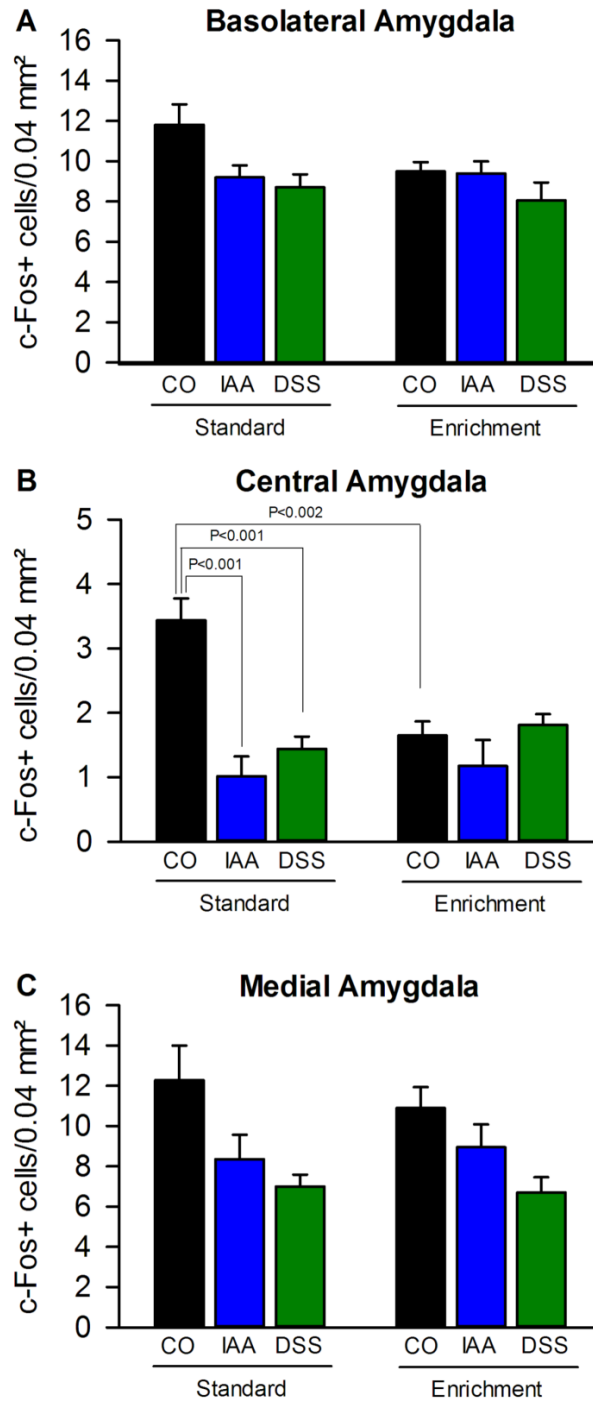 A Basolateral Amygdala
c-Fos+ cells/0.04 mm²
16
14
12
10
8
6
4
2
0
CO IAA DSS CO IAA DSS
Standard Enrichment
B Central Amygdala
c-Fos+ cells/0.04 mm²
5
4
3
2
1
0
P<0.002
P<0.001
P<0.001
CO IAA DSS CO IAA DSS
Standard Enrichment
C Medial Amygdala
c-Fos+ cells/0.04 mm²
16
14
12
10
8
6
4
2
0
CO IAA DSS CO IAA DSS
Standard Enrichment